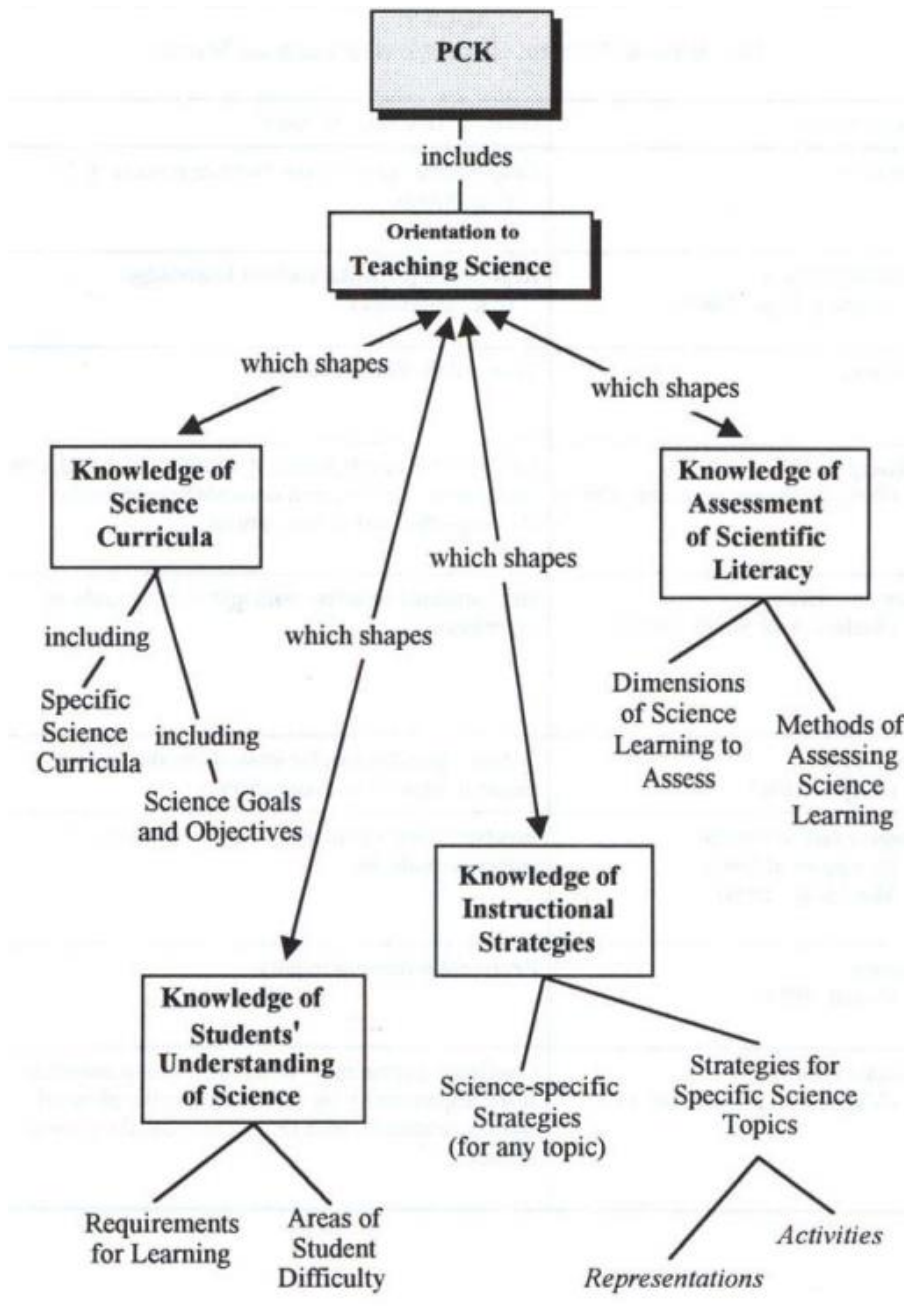 PCK
includes
Orientation to
Teaching Science
which shapes
which shapes
Knowledge of
Science
Curricula
Knowledge of
Assessment
of Scientific
Literacy
which shapes
which shapes
including
Specific
Science
Curricula
including
Science Goals
and Objectives
Dimensions
of Science
Learning to
Assess
Methods of
Assessing
Science
Learning
Knowledge of
Instructional
Strategies
Knowledge of
Students'
Understanding
of Science
Science-specific
Strategies
(for any topic)
Strategies for
Specific Science
Topics
Requirements
for Learning
Areas of
Student
Difficulty
Activities
Representations